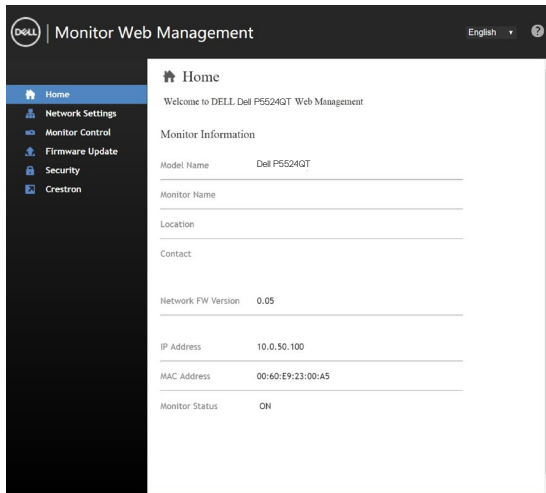 DELL | Monitor Web Management
English ▼ ?
Home
Network Settings
Monitor Control
Firmware Update
Security
Crestron
Home
Welcome to DELL Dell P5524QT Web Management
Monitor Information
Model Name Dell P5524QT
Monitor Name
Location
Contact
Network FW Version 0.05
IP Address 10.0.50.100
MAC Address 00:60:E9:23:00:A5
Monitor Status ON